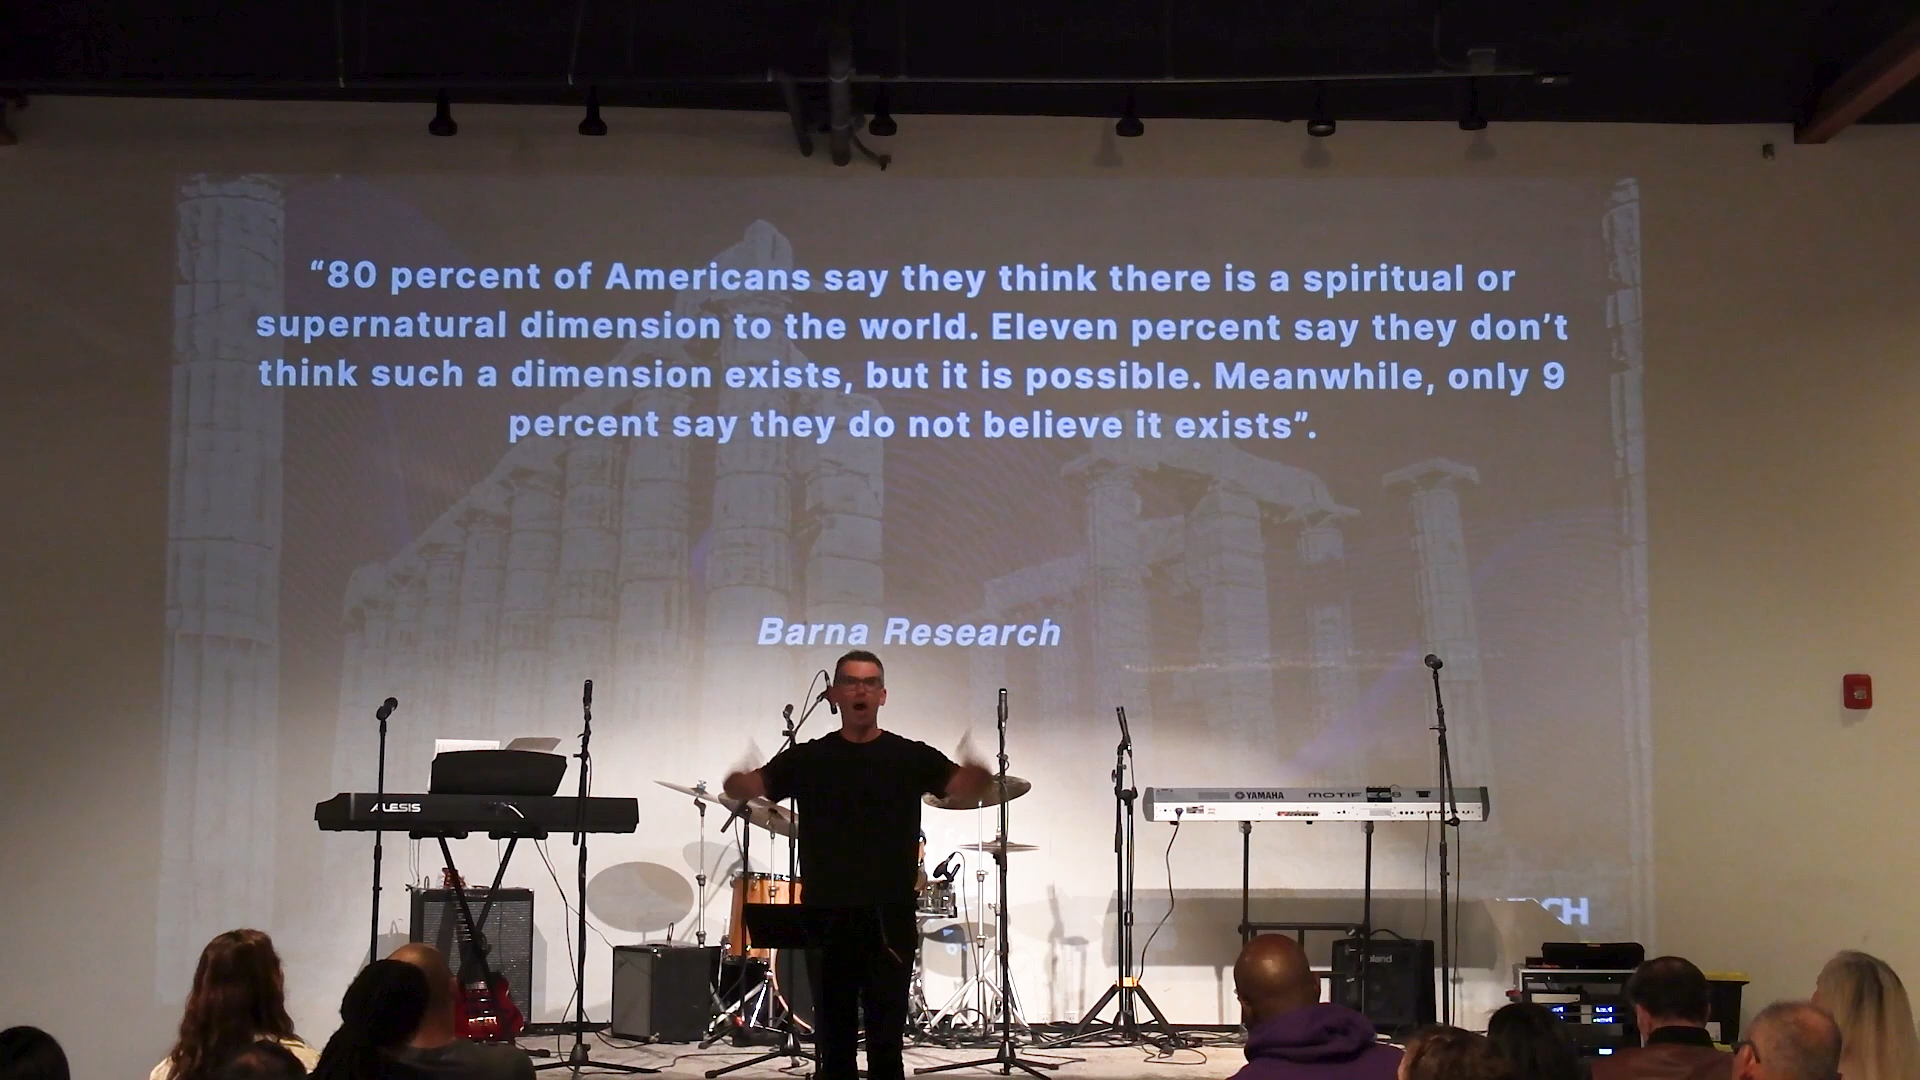 “80 percent of Americans say they think there is a spiritual or
supernatural dimension to the world. Eleven percent say they don’t
think such a dimension exists, but it is possible. Meanwhile, only 9
percent say they do not believe it exists”.
Barna Research
ALESIS
YAMAHA MOTIF ES8
Roland